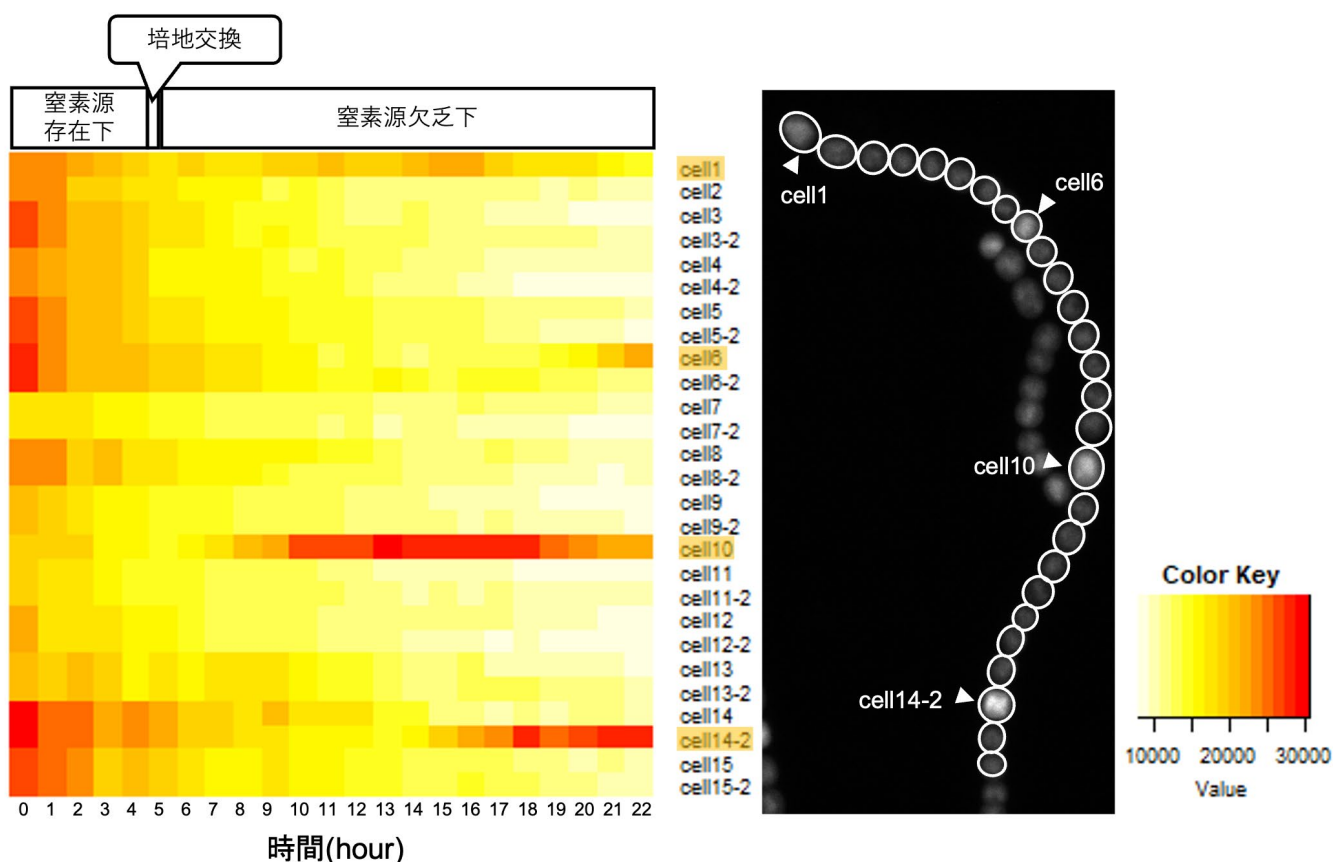 培地交換
窒素源
存在下
窒素源欠乏下
cell1
cell2
cell3
cell3-2
cell4
cell4-2
cell5
cell5-2
cell6
cell6-2
cell7
cell7-2
cell8
cell8-2
cell9
cell9-2
cell10
cell11
cell11-2
cell12
cell12-2
cell13
cell13-2
cell14
cell14-2
cell15
cell15-2
0 1 2 3 4 5 6 7 8 9 10 11 12 13 14 15 16 17 18 19 20 21 22
時間(hour)
cell1
cell6
cell10
cell14-2
Color Key
10000 20000 30000
Value